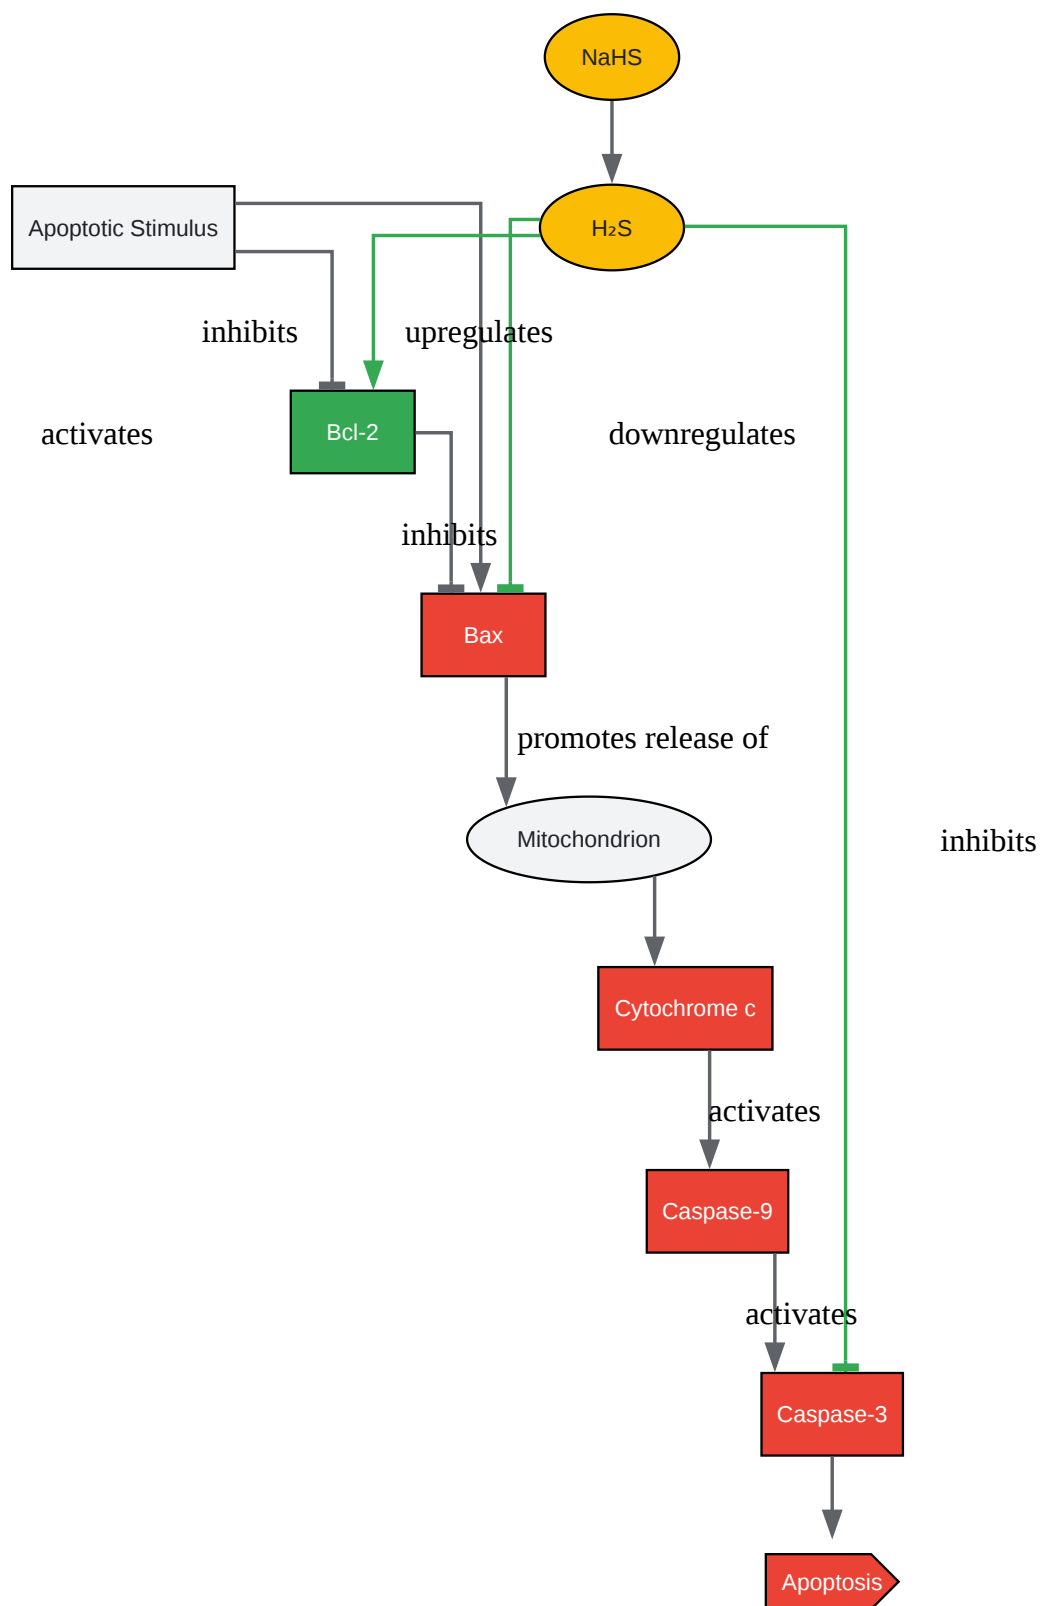 NaHS
Apoptotic Stimulus
H₂S
inhibits
upregulates
Bcl-2
activates
downregulates
inhibits
Bax
promotes release of
Mitochondrion
inhibits
Cytochrome c
activates
Caspase-9
activates
Caspase-3
Apoptosis